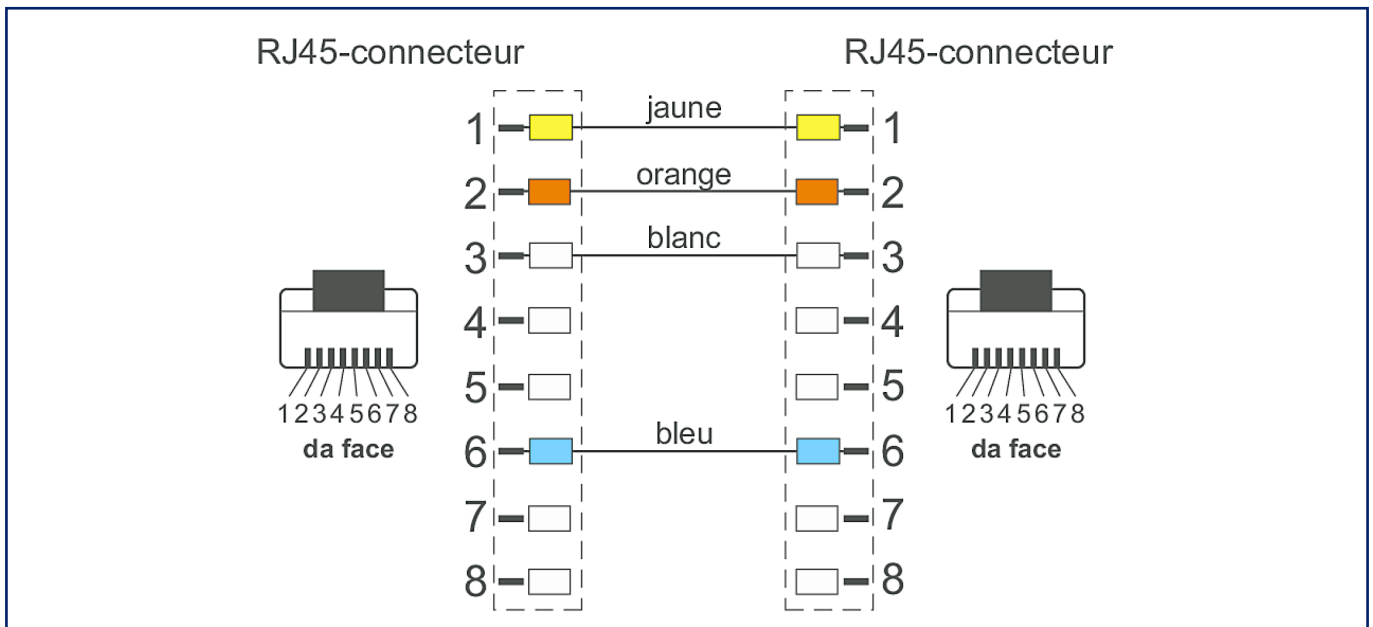 RJ45-connecteur RJ45-connecteur
1 jaune 1
2 orange 2
3 blanc 3
4 4
5 5
6 bleu 6
7 7
8 8
12345678 12345678
da face da face